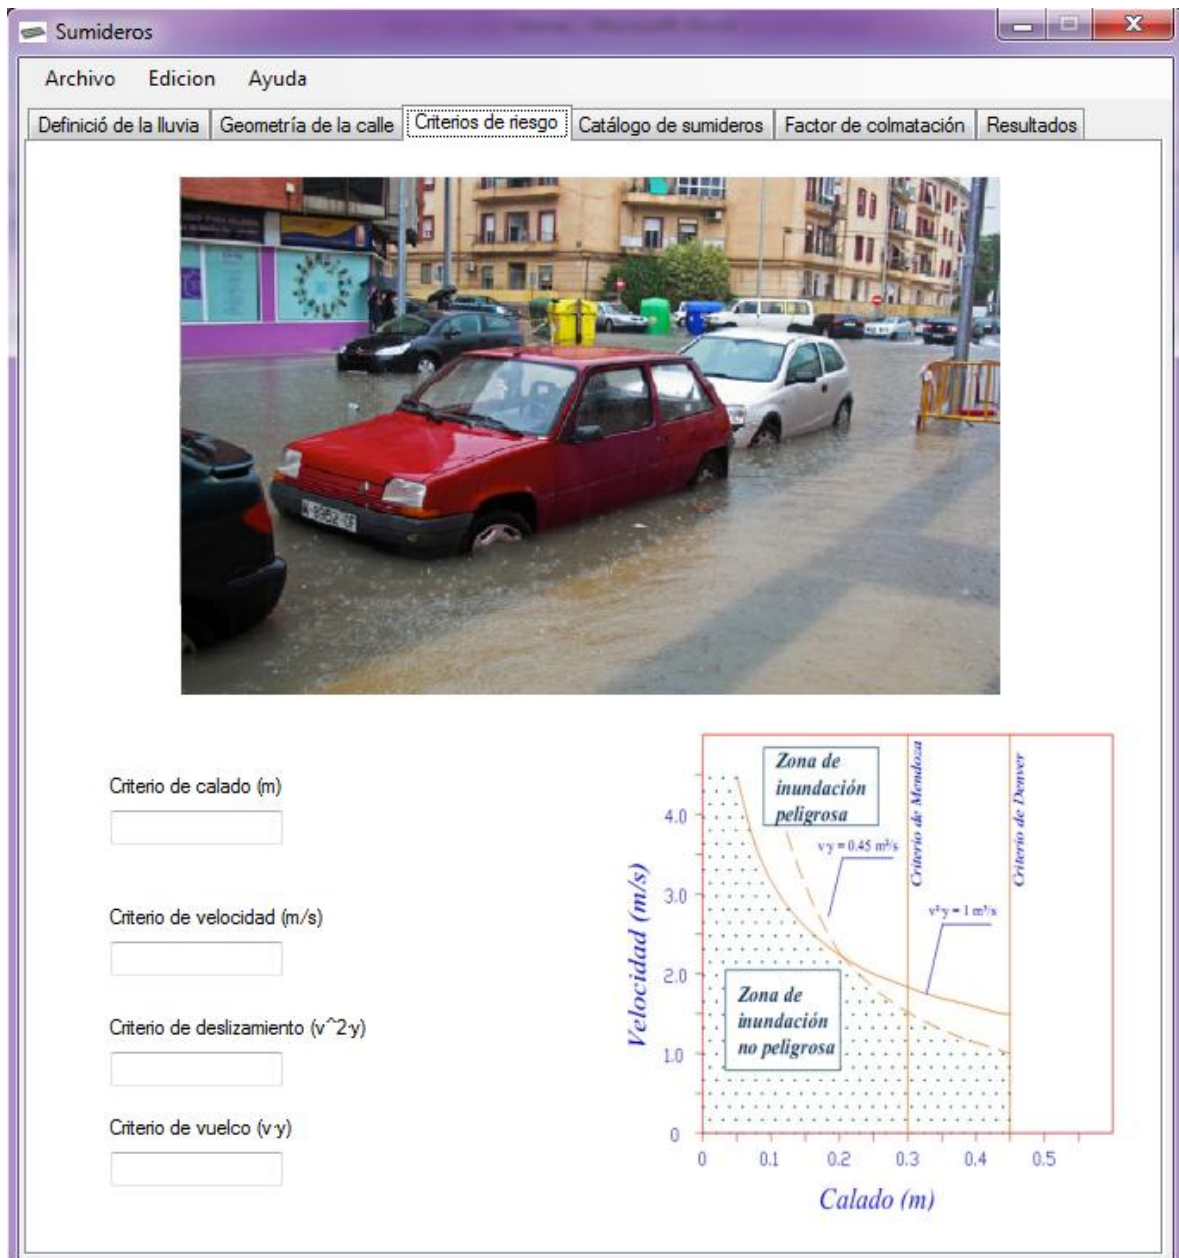 Sumideros
Archivo Edicion Ayuda
Definició de la lluvia Geometría de la calle Criterios de riesgo Catálogo de sumideros Factor de colmatación Resultados
Criterio de calado (m)
Criterio de velocidad (m/s)
Criterio de deslizamiento (v^2·y)
Criterio de vuelco (v·y)
Zona de
inundación
peligrosa
v·y = 0.45 m²/s
Criterio de Mendoza
Criterio de Denver
v²·y = 1 m³/s
Zona de
inundación
no peligrosa
Velocidad (m/s)
4.0
3.0
2.0
1.0
0
0 0.1 0.2 0.3 0.4 0.5
Calado (m)